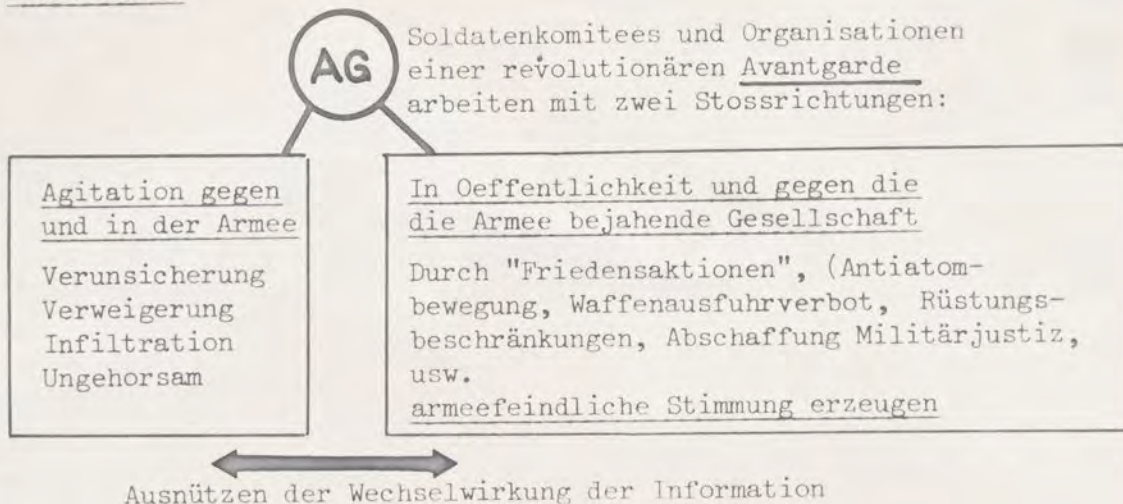 AG
Soldatenkomitees und Organisationen
einer revolutionären Avantgarde
arbeiten mit zwei Stossrichtungen:
Agitation gegen
und in der Armee
Verunsicherung
Verweigerung
Infiltration
Ungehorsam
In Oeffentlichkeit und gegen die
die Armee bejahende Gesellschaft
Durch "Friedensaktionen", (Antiatom-
bewegung, Waffenausfuhrverbot, Rüstungs-
beschränkungen, Abschaffung Militärjustiz,
usw.
armeefeindliche Stimmung erzeugen
Ausnützen der Wechselwirkung der Information